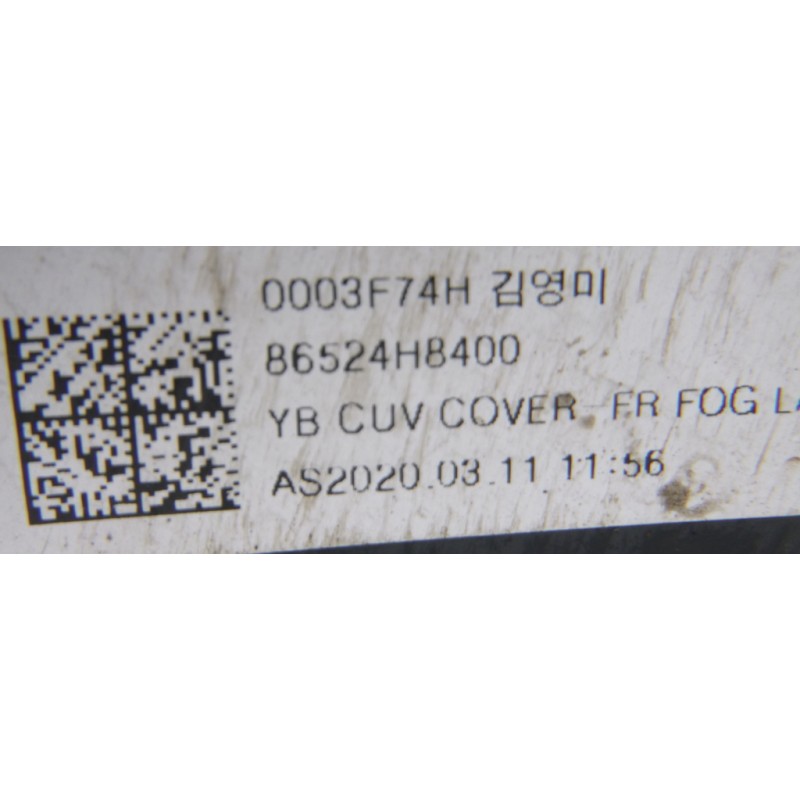 0003F74H 김영미
86524H8400
YB CUV COVER- FR FOG
AS2020.03.11 11:56